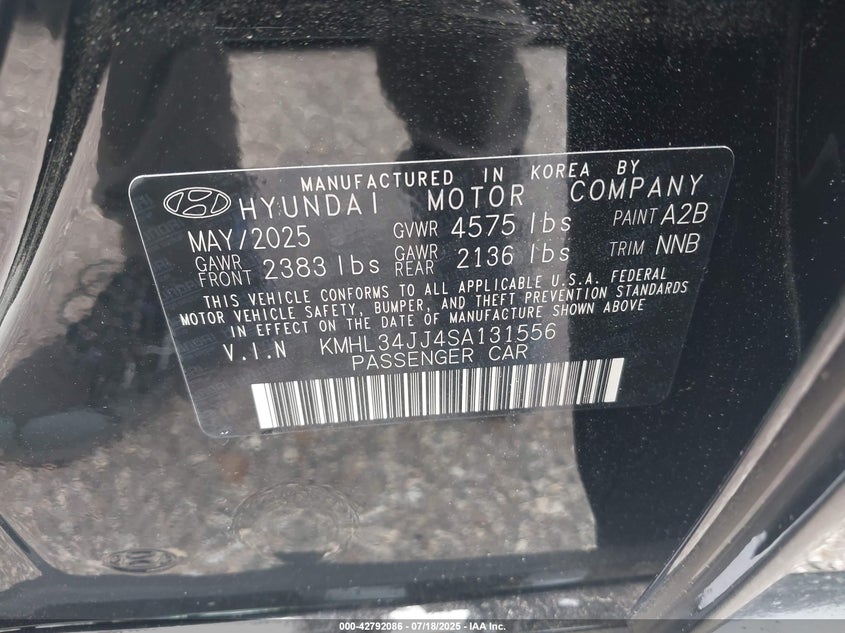 MANUFACTURED IN KOREA BY
HYUNDAI MOTOR COMPANY
MAY/2025 GVWR 4575 lbs PAINT A2B
GAWR FRONT 2383 lbs GAWR REAR 2136 lbs TRIM NNB
THIS VEHICLE CONFORMS TO ALL APPLICABLE U.S.A. FEDERAL
MOTOR VEHICLE SAFETY, BUMPER, AND THEFT PREVENTION STANDARDS
IN EFFECT ON THE DATE OF MANUFACTURE SHOWN ABOVE
V.I.N KMHL34JJ4SA131556
PASSENGER CAR
000-42792086 - 07/18/2025 - IAA Inc.